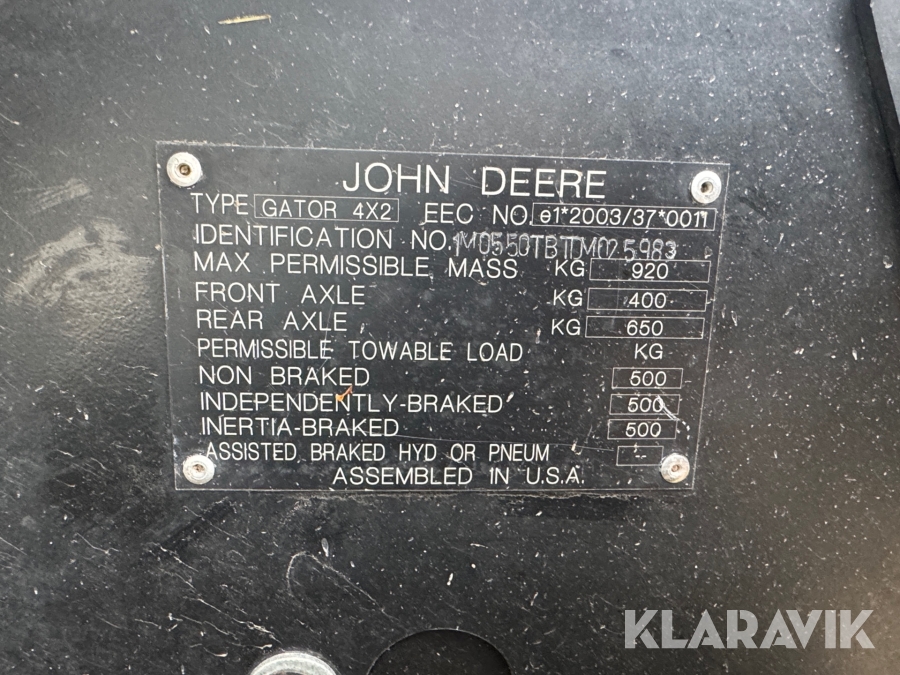 JOHN DEERE
TYPE GATOR 4X2 EEC NO. e1*2003/37*0011
IDENTIFICATION NO. 1M0550TBTDM025983
MAX PERMISSIBLE MASS KG 920
FRONT AXLE KG 400
REAR AXLE KG 650
PERMISSIBLE TOWABLE LOAD KG
NON BRAKED 500
INDEPENDENTLY-BRAKED 500
INERTIA-BRAKED 500
ASSISTED BRAKED HYD OR PNEUM --
ASSEMBLED IN U.S.A.
KLARAVIK